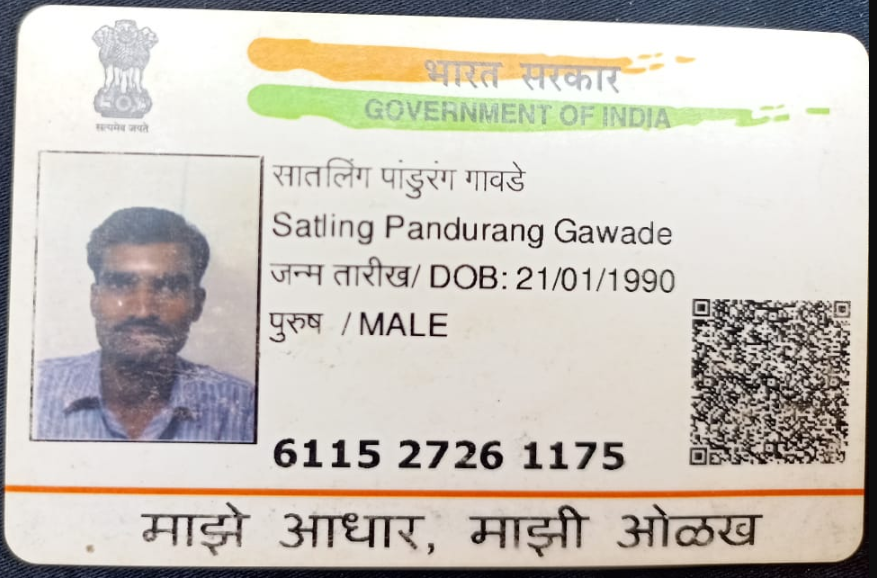 भारत सरकार
GOVERNMENT OF INDIA
सत्यमेव जयते
सातलिंग पांडुरंग गावडे
Satling Pandurang Gawade
जन्म तारीख/ DOB: 21/01/1990
पुरुष / MALE
6115 2726 1175
माझे आधार, माझी ओळख